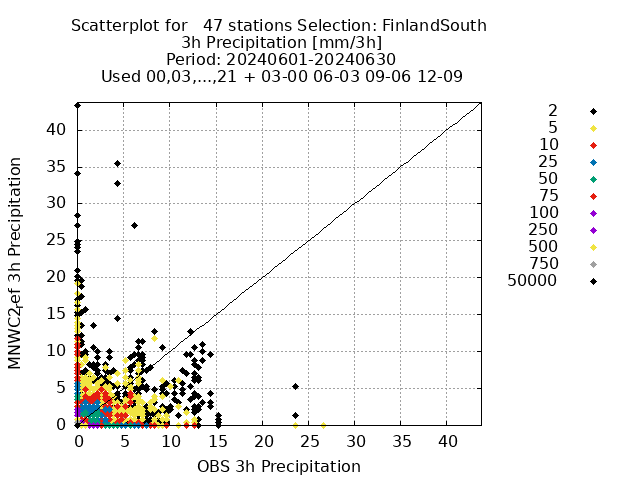 Scatterplot for   47 stations Selection: FinlandSouth
3h Precipitation [mm/3h]
Period: 20240601-20240630
Used 00,03,...,21 + 03-00 06-03 09-06 12-09
2
5
10
25
50
75
100
250
500
750
50000
MNWC2,ef 3h Precipitation
40
35
30
25
20
15
10
5
0
0 5 10 15 20 25 30 35 40
OBS 3h Precipitation